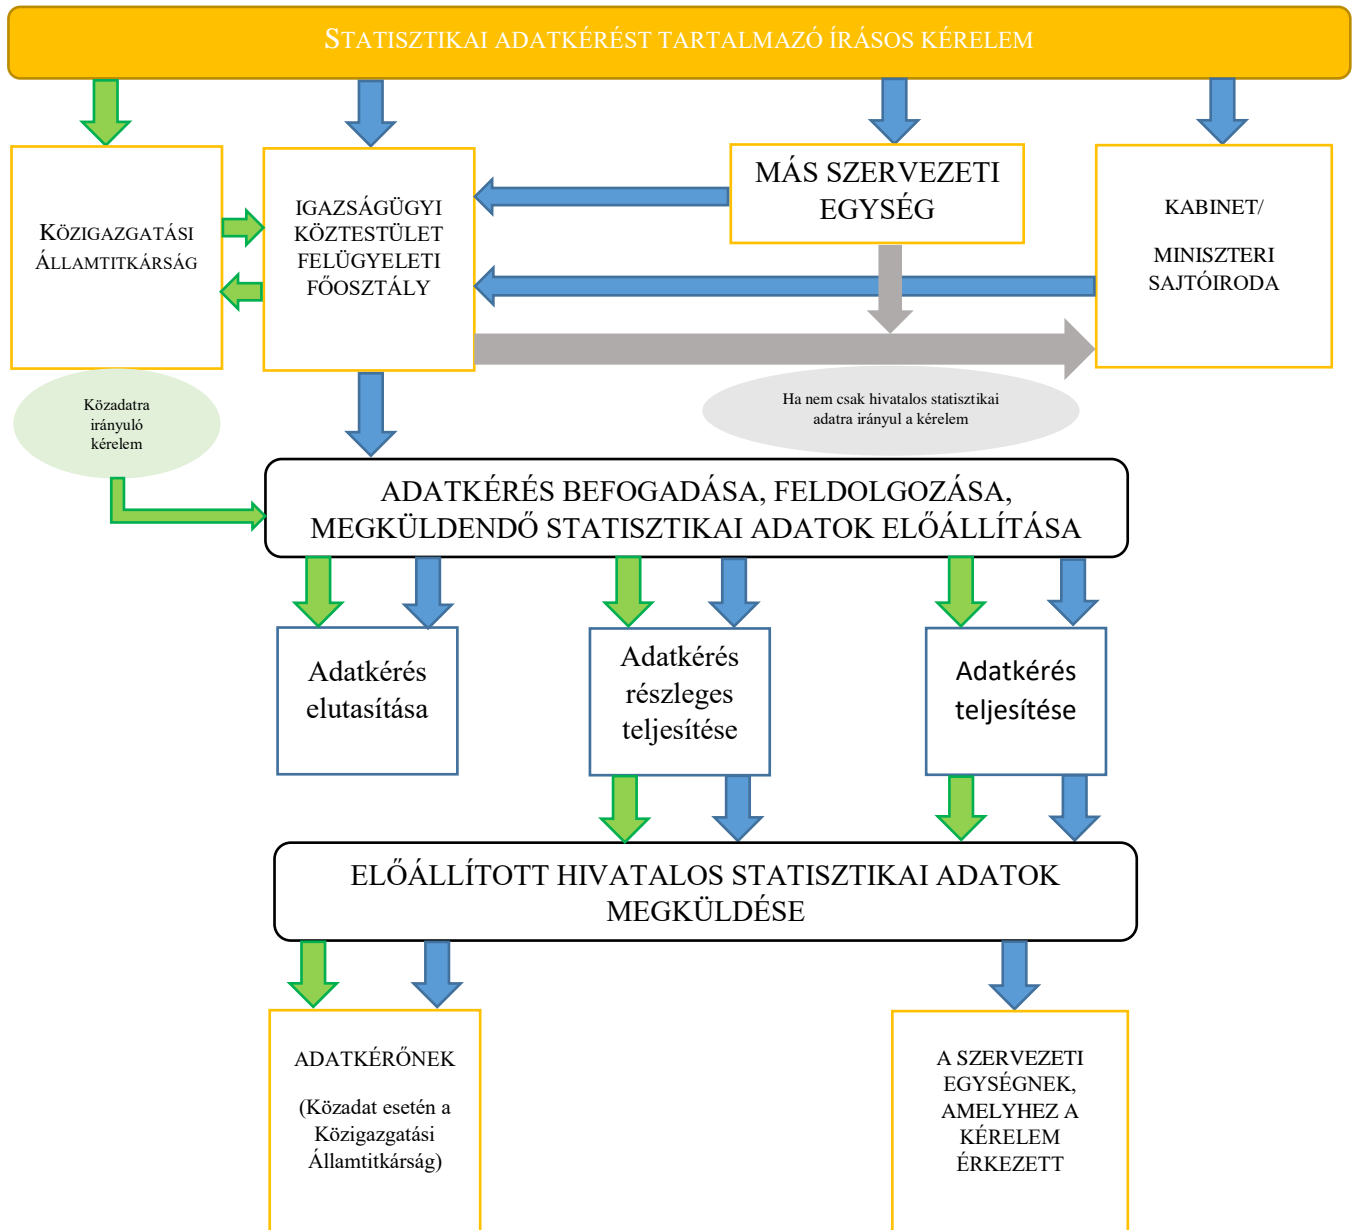 STATISZTIKAI ADATKÉRÉST TARTALMAZÓ ÍRÁSOS KÉRELEM
KÖZIGAZGATÁSI
ÁLLAMTITKÁRSÁG
IGAZSÁGÜGYI
KÖZTESTÜLET
FELÜGYELETI
FŐOSZTÁLY
MÁS SZERVEZETI
EGYSÉG
KABINET/
MINISZTERI
SAJTÓIRODA
Közadatra
irányuló
kérelem
Ha nem csak hivatalos statisztikai
adatra irányul a kérelem
ADATKÉRÉS BEFOGADÁSA, FELDOLGOZÁSA,
MEGKÜLDENDŐ STATISZTIKAI ADATOK ELŐÁLLÍTÁSA
Adatkérés
elutasítása
Adatkérés
részleges
teljesítése
Adatkérés
teljesítése
ELŐÁLLÍTOTT HIVATALOS STATISZTIKAI ADATOK
MEGKÜLDÉSE
ADATKÉRŐNEK
(Közadat esetén a
Közigazgatási
Államtitkárság)
A SZERVEZETI
EGYSÉGNEK,
AMELYHEZ A
KÉRELEM
ÉRKEZETT